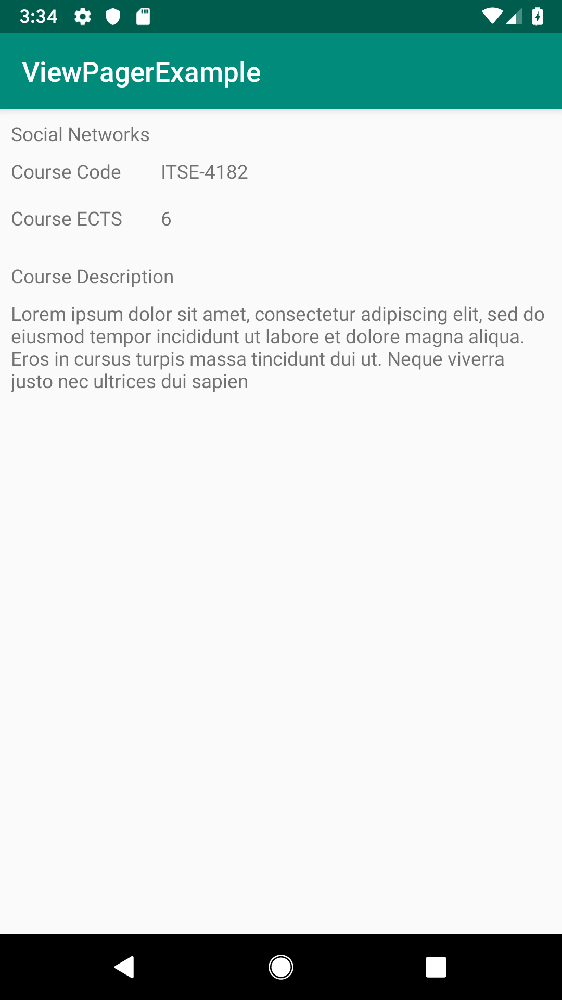 3:34
ViewPagerExample
Social Networks
Course Code ITSE-4182
Course ECTS 6
Course Description
Lorem ipsum dolor sit amet, consectetur adipiscing elit, sed do
eiusmod tempor incididunt ut labore et dolore magna aliqua.
Eros in cursus turpis massa tincidunt dui ut. Neque viverra
justo nec ultrices dui sapien